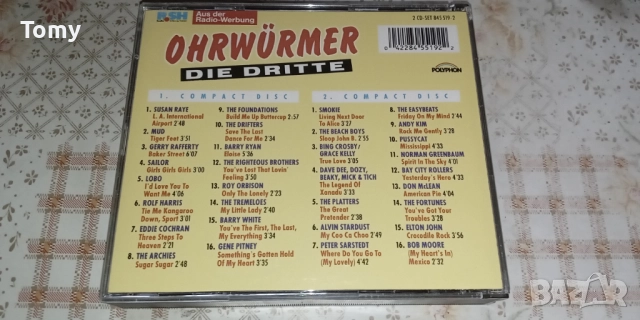 Tomy
PUSH
Aus der
Radio-Werbung
2 CD-SET 841 519-2
OHRWÜRMER
DIE DRITTE
0 42284 55192 2
POLYPHON
1. COMPACT DISC
1. SUSAN RAYE
L. A. International
Airport 2'48
2. MUD
Tiger Feet 3'51
3. GERRY RAFFERTY
Baker Street 6'07
4. SAILOR
Girls Girls Girls 3'00
5. LOBO
I'd Love You To
Want Me 4'06
6. ROLF HARRIS
Tie Me Kangaroo
Down, Sport 3'01
7. EDDIE COCHRAN
Three Steps To
Heaven 2'21
8. THE ARCHIES
Sugar Sugar 2'48
9. THE FOUNDATIONS
Build Me Up Buttercup 2'57
10. THE DRIFTERS
Save The Last
Dance For Me 2'34
11. BARRY RYAN
Eloise 5'36
12. THE RIGHTEOUS BROTHERS
You've Lost That Lovin'
Feeling 3'50
13. ROY ORBISON
Only The Lonely 2'23
14. THE TREMELOES
My Little Lady 2'40
15. BARRY WHITE
You've The First, The Last,
My Everything 3'33
16. GENE PITNEY
Something's Gotten Hold
Of My Heart 3'35
2. COMPACT DISC
1. SMOKIE
Living Next Door
To Alice 3'27
2. THE BEACH BOYS
Sloop John B. 2'55
3. BING CROSBY/
GRACE KELLY
True Love 3'05
4. DAVE DEE, DOZY,
BEAKY, MICK & TICH
The Legend Of
Xanadu 3'33
5. THE PLATTERS
The Great
Pretender 2'38
6. ALVIN STARDUST
My Coo Ca Choo 2'49
7. PETER SARSTEDT
Where Do You Go To
(My Lovely) 4'42
8. THE EASYBEATS
Friday On My Mind 2'44
9. ANDY KIM
Rock Me Gently 3'28
10. PUSSYCAT
Mississippi 4'31
11. NORMAN GREENBAUM
Spirit In The Sky 4'01
12. BAY CITY ROLLERS
Yesterday's Hero 4'33
13. DON McLEAN
American Pie 4'04
14. THE FORTUNES
You've Got Your
Troubles 3'28
15. ELTON JOHN
Crocodile Rock 3'56
16. BOB MOORE
(My Heart's In)
Mexico 2'32
BAZAR